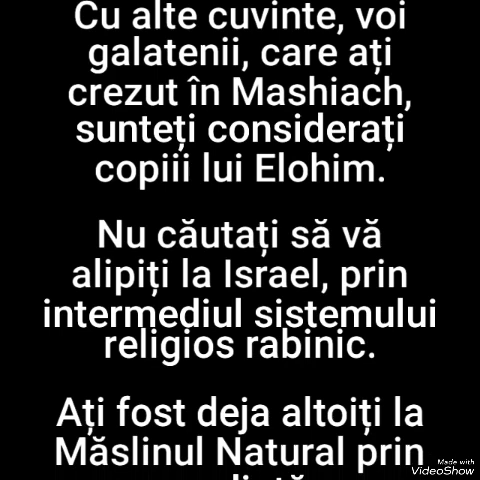 Cu alte cuvinte, voi
galatenii, care ați
crezut în Mashiach,
sunteți considerați
copiii lui Elohim.
Nu căutați să vă
alipiți la Israel, prin
intermediul sistemului
religios rabinic.
Ați fost deja altoiți la
Măslinul Natural prin
Made with
VideoShow